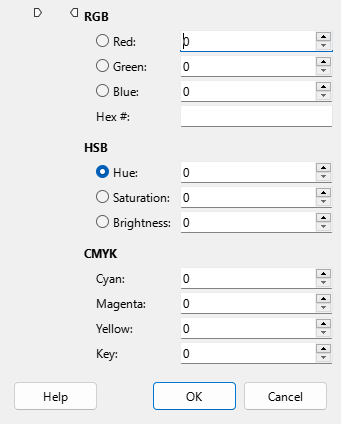 RGB
Red: 0
Green: 0
Blue: 0
Hex #:
HSB
Hue: 0
Saturation: 0
Brightness: 0
CMYK
Cyan: 0
Magenta: 0
Yellow: 0
Key: 0
Help OK Cancel